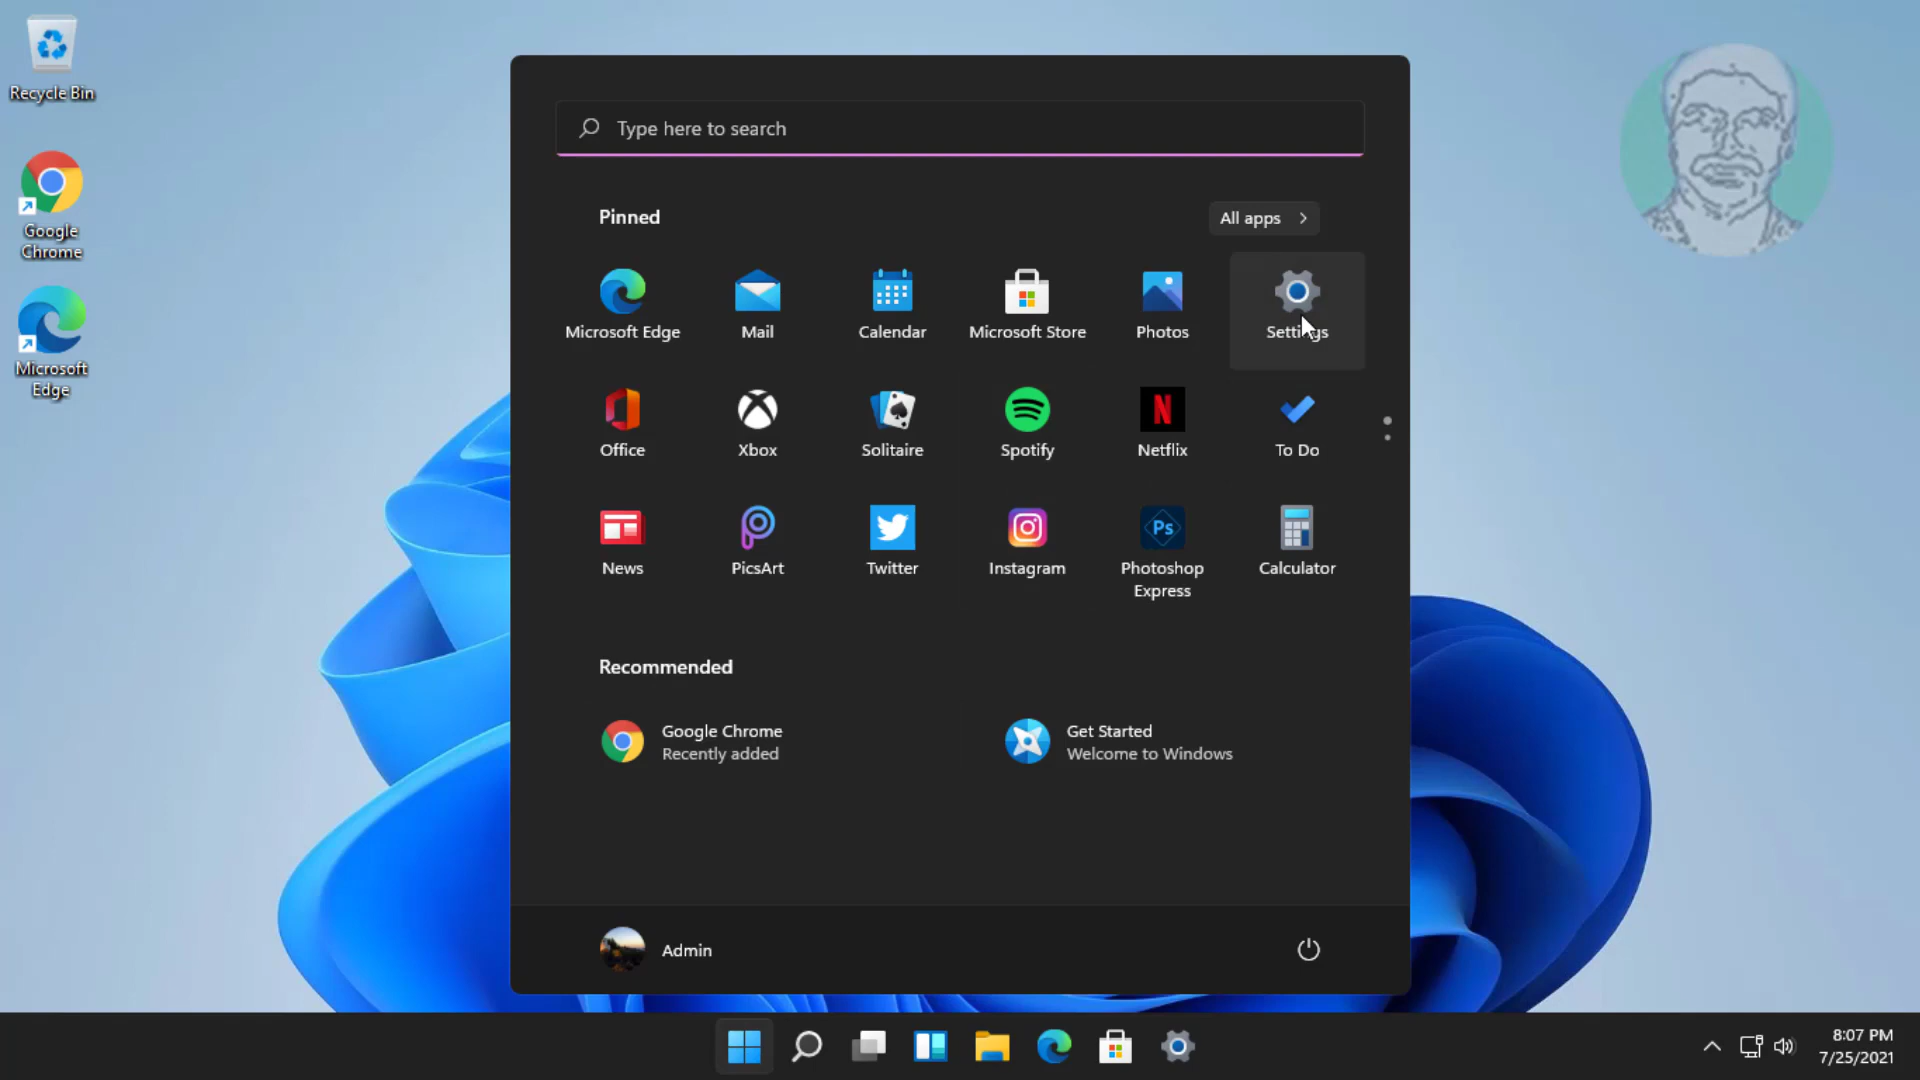 Recycle Bin
Google
Chrome
Microsoft
Edge
Type here to search
Pinned
All apps
Microsoft Edge
Mail
Calendar
Microsoft Store
Photos
Settings
Office
Xbox
Solitaire
Spotify
N
Netflix
To Do
News
PicsArt
Twitter
Instagram
Ps
Photoshop
Express
Calculator
Recommended
Google Chrome
Recently added
Get Started
Welcome to Windows
Admin
8:07 PM
7/25/2021